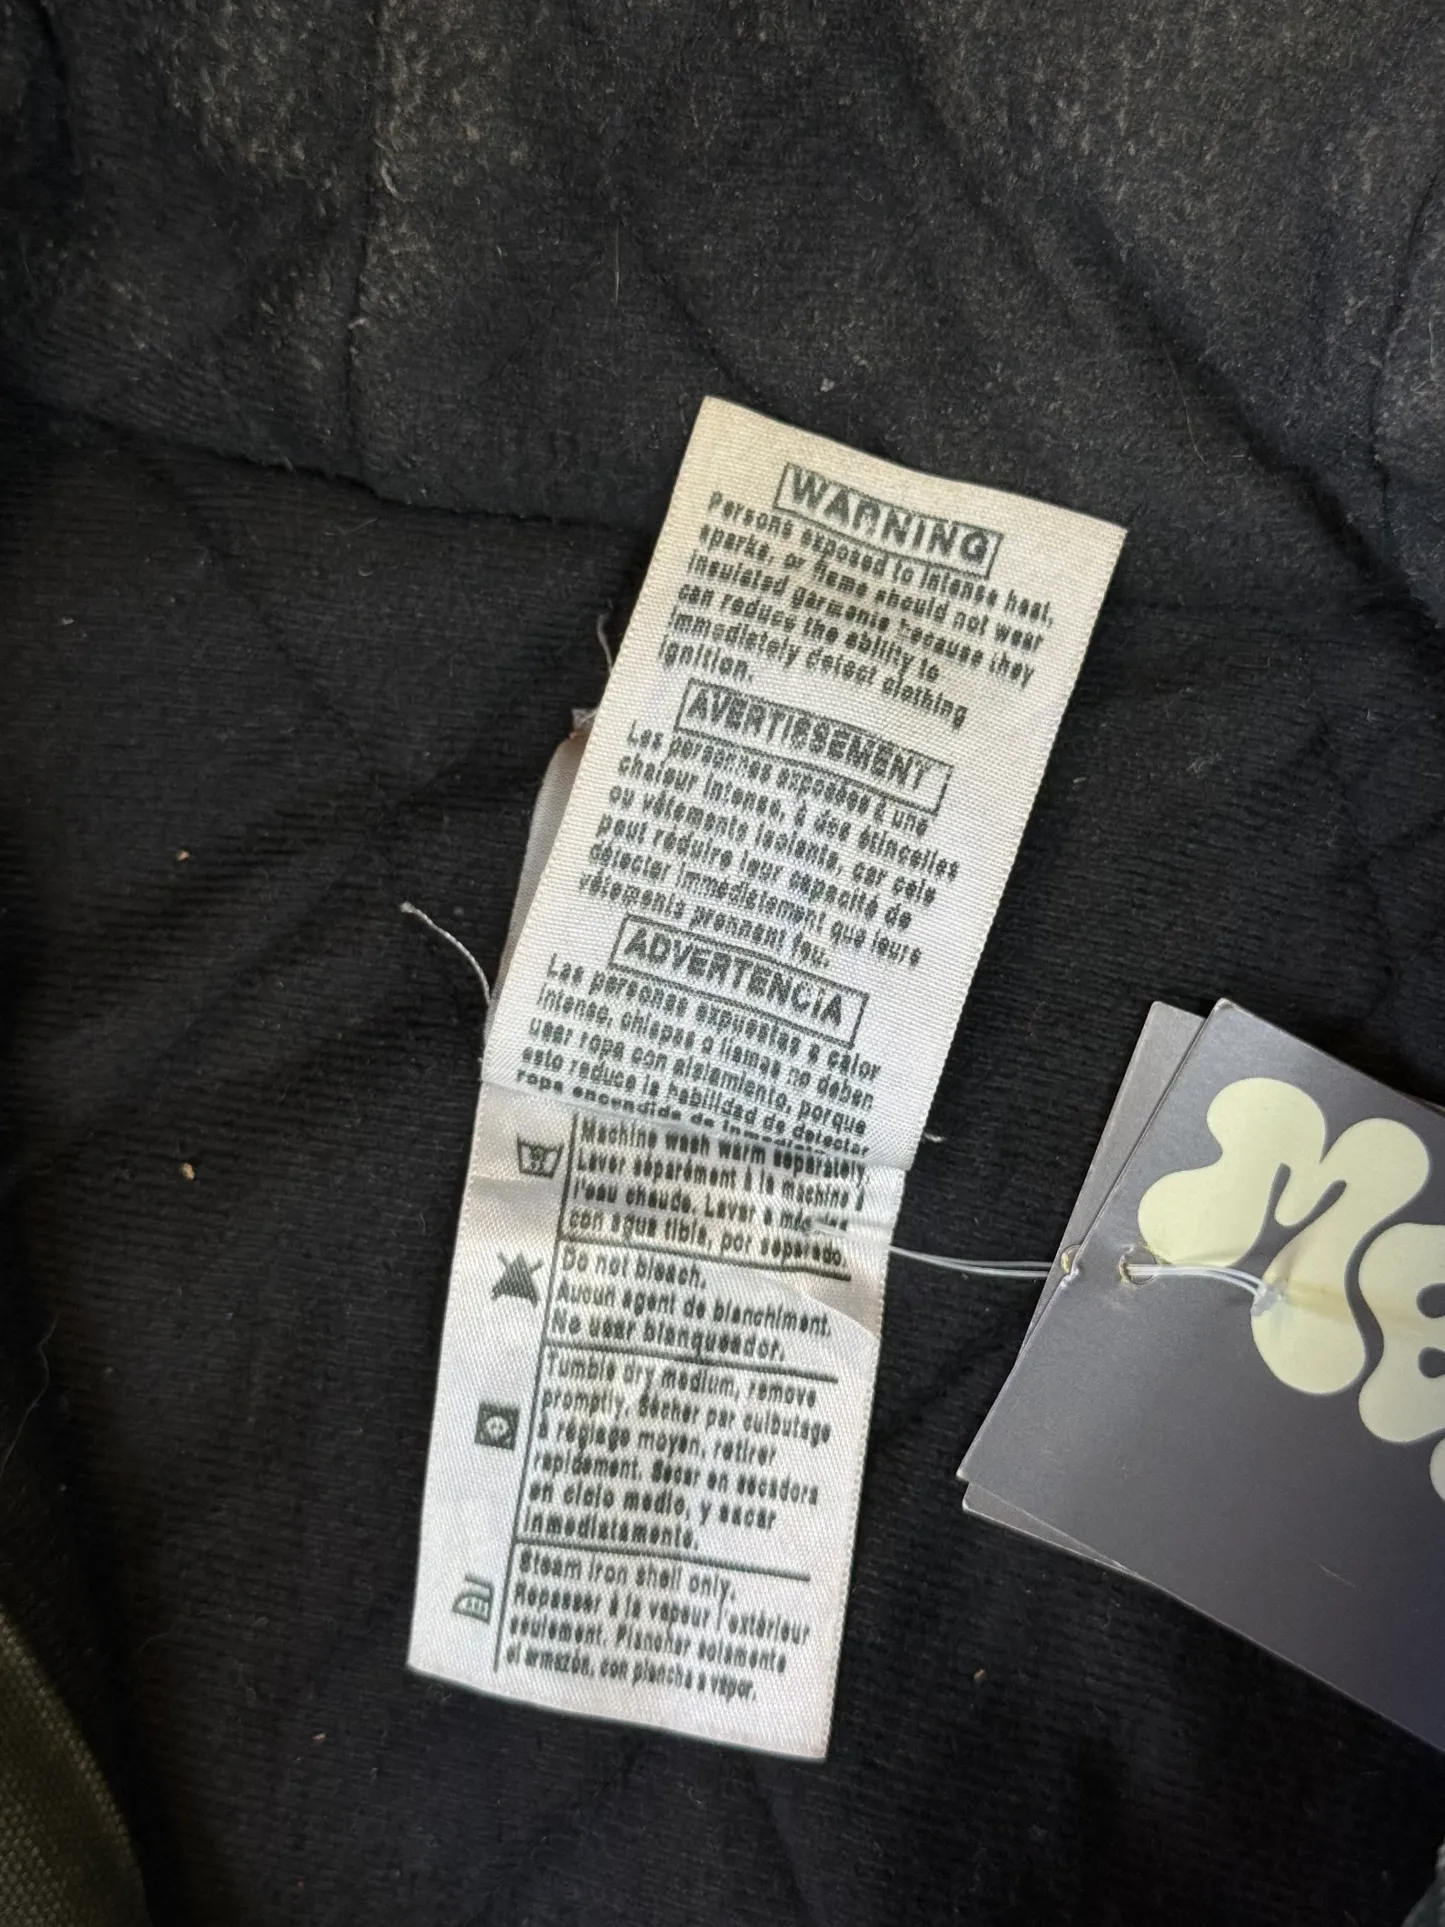 WARNING
Persons exposed to intense heat,
sparks, or flame should not wear
insulated garments because they
can reduce the ability to
immediately detect clothing
ignition.
AVERTISSEMENT
Les personnes exposées à une
chaleur intense, à des étincelles
ou vêtements isolants, car cela
peut réduire leur capacité de
détecter immédiatement que leurs
vêtements prennent feu.
ADVERTENCIA
Las personas expuestas a calor
intenso, chispas o llamas no deben
usar ropa con aislamiento, porque
esto reduce la habilidad de detectar
ropa encendida de
Machine wash warm separately.
Laver séparément à la machine à
l'eau chaude. Lavar a
con agua tibia, por separado.
Do not bleach.
Aucun agent de blanchiment.
No usar blanqueador.
Tumble dry medium, remove
promptly. Sécher par culbutage
à réglage moyen, retirer
rapidement. Secar en secadora
en ciclo medio, y sacar
inmediatamente.
Steam iron shell only.
Repasser à la vapeur l'extérieur
seulement. Planchar solamente
el armazón, con plancha a vapor.